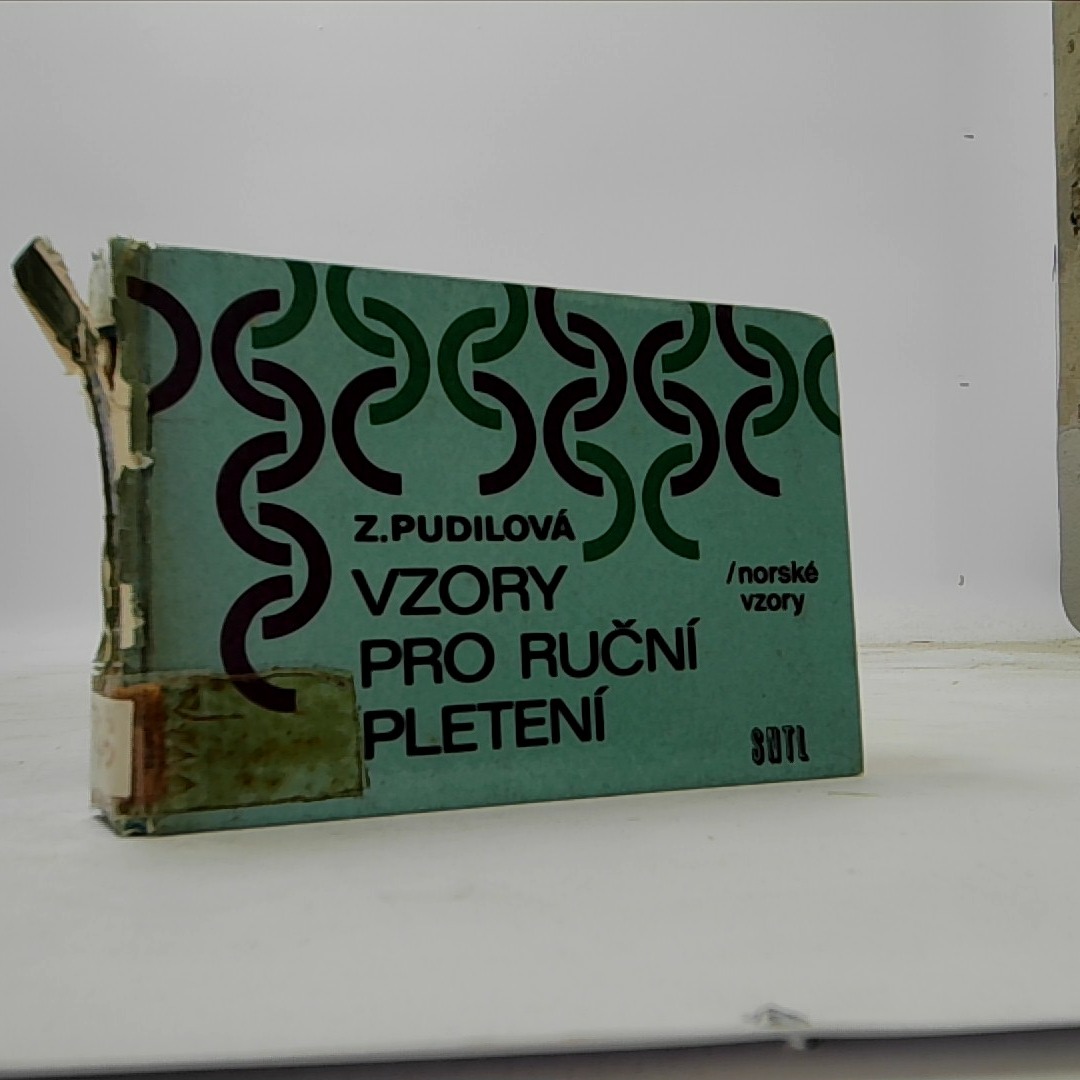 Z.PUDILOVÁ
VZORY
PRO RUČNÍ
PLETENÍ
/norské
vzory
SNTL